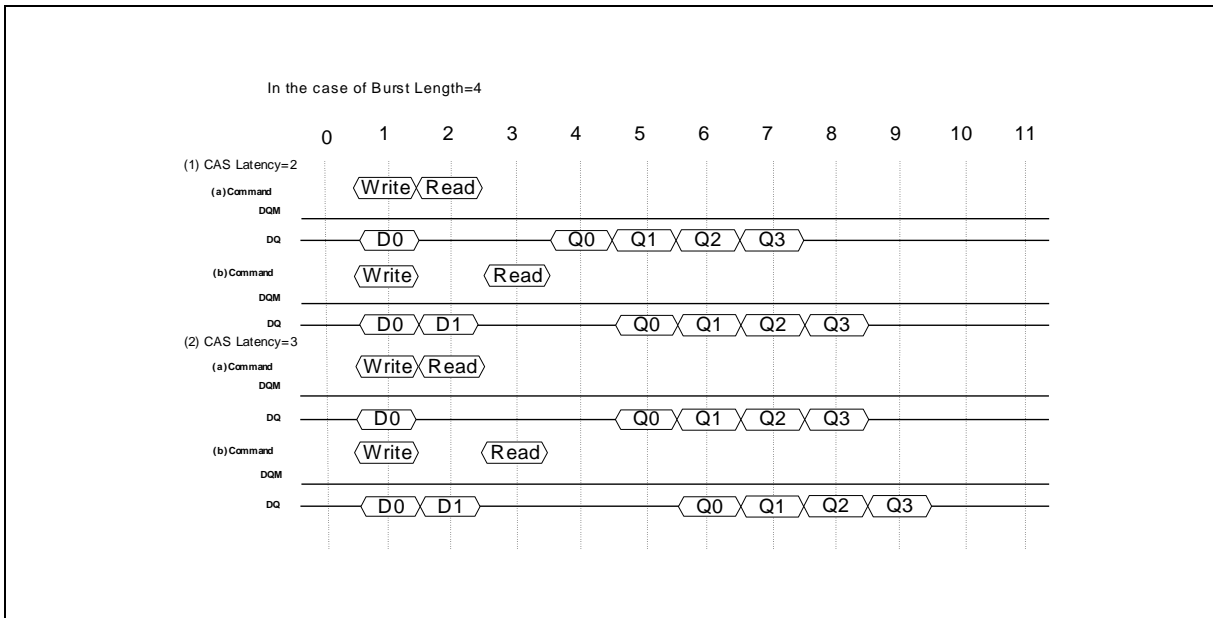 In the case of Burst Length=4
0 1 2 3 4 5 6 7 8 9 10 11
(1) CAS Latency=2
(a)Command Write Read
DQM
DQ D0 Q0 Q1 Q2 Q3
(b)Command Write Read
DQM
DQ D0 D1 Q0 Q1 Q2 Q3
(2) CAS Latency=3
(a)Command Write Read
DQM
DQ D0 Q0 Q1 Q2 Q3
(b)Command Write Read
DQM
DQ D0 D1 Q0 Q1 Q2 Q3